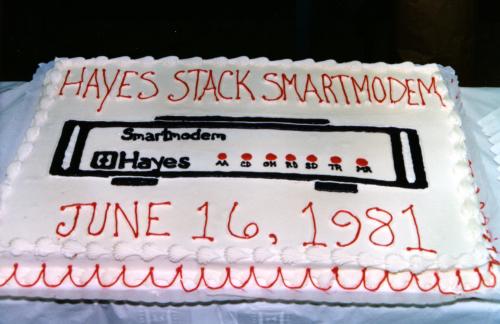 HAYES STACK SMARTMODEM
Smartmodem
Hayes
AA CD OH RD SD TR MR
JUNE 16, 1981